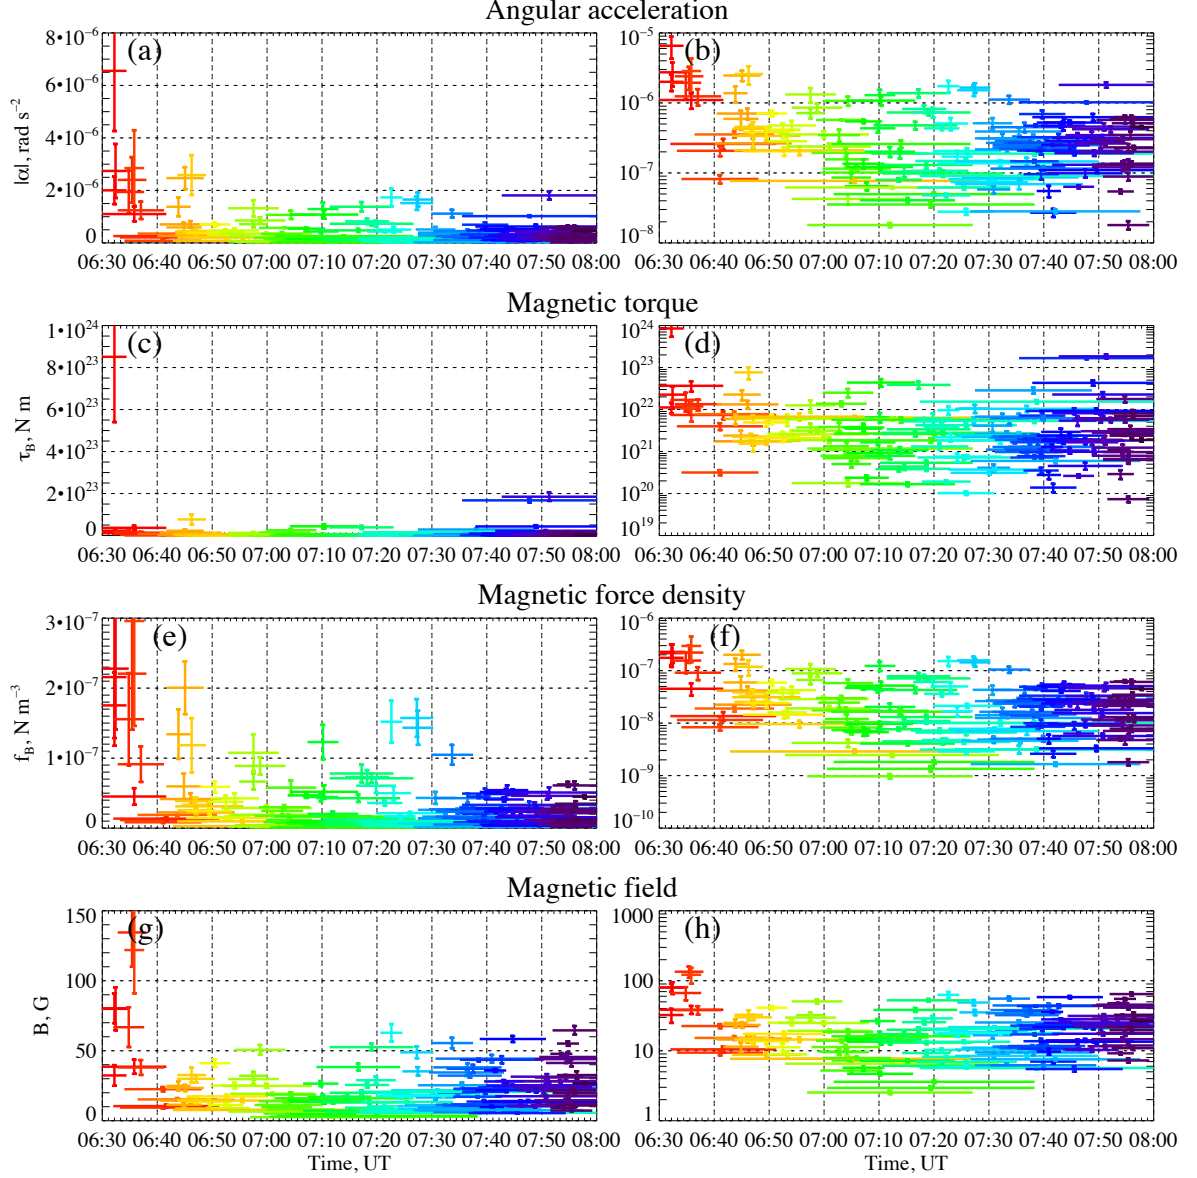 Angular acceleration
(a)
(b)
|α|, rad s⁻²
8•10⁻⁶
6•10⁻⁶
4•10⁻⁶
2•10⁻⁶
0
10⁻⁵
10⁻⁶
10⁻⁷
10⁻⁸
06:30 06:40 06:50 07:00 07:10 07:20 07:30 07:40 07:50 08:00
06:30 06:40 06:50 07:00 07:10 07:20 07:30 07:40 07:50 08:00
Magnetic torque
(c)
(d)
τ_B, N m
1•10²⁴
8•10²³
6•10²³
4•10²³
2•10²³
0
10²⁴
10²³
10²²
10²¹
10²⁰
10¹⁹
06:30 06:40 06:50 07:00 07:10 07:20 07:30 07:40 07:50 08:00
06:30 06:40 06:50 07:00 07:10 07:20 07:30 07:40 07:50 08:00
Magnetic force density
(e)
(f)
f_B, N m⁻³
3•10⁻⁷
2•10⁻⁷
1•10⁻⁷
0
10⁻⁶
10⁻⁷
10⁻⁸
10⁻⁹
10⁻¹⁰
06:30 06:40 06:50 07:00 07:10 07:20 07:30 07:40 07:50 08:00
06:30 06:40 06:50 07:00 07:10 07:20 07:30 07:40 07:50 08:00
Magnetic field
(g)
(h)
B, G
150
100
50
0
1000
100
10
1
06:30 06:40 06:50 07:00 07:10 07:20 07:30 07:40 07:50 08:00
06:30 06:40 06:50 07:00 07:10 07:20 07:30 07:40 07:50 08:00
Time, UT
Time, UT